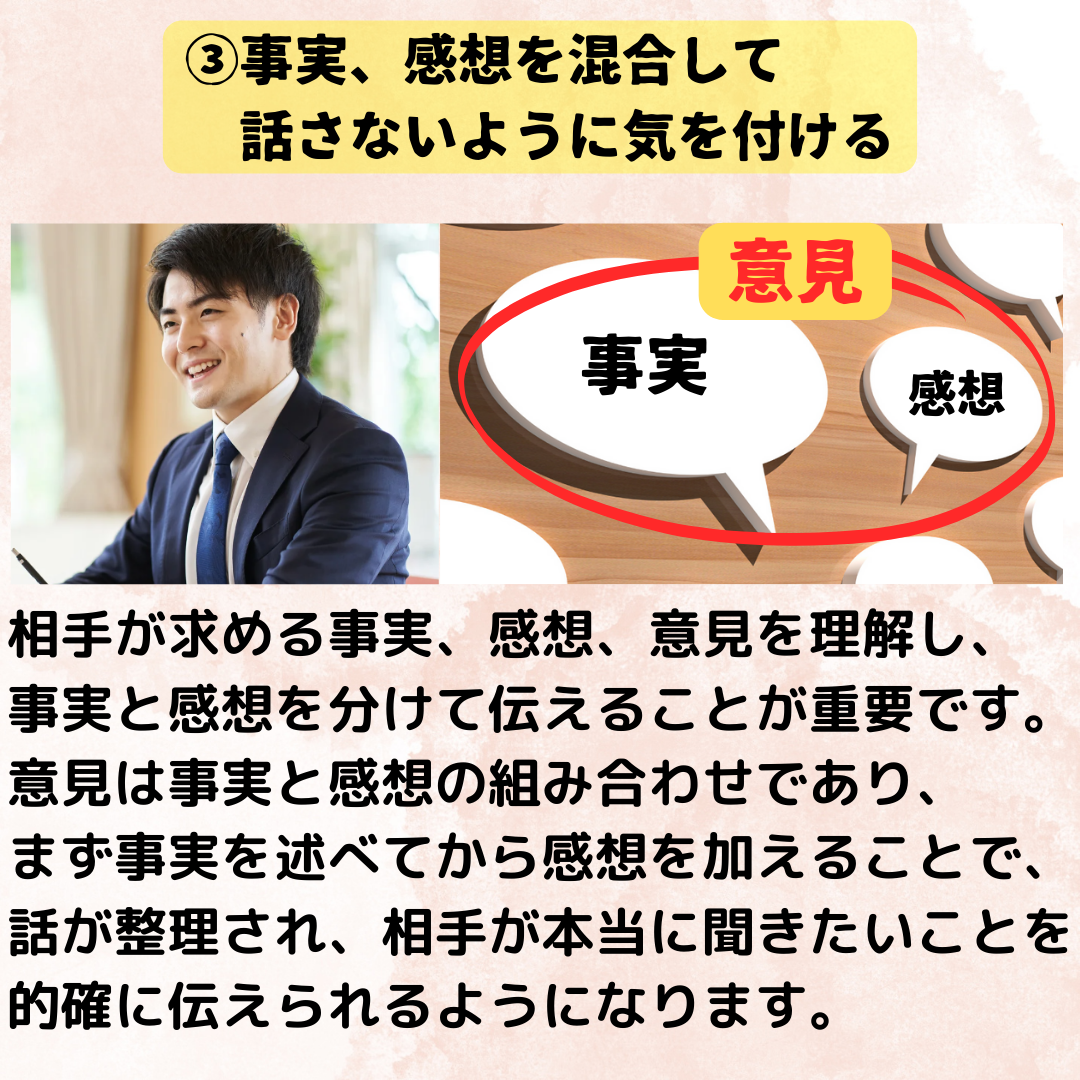 ③事実、感想を混合して
話さないように気を付ける
意見
事実
感想
相手が求める事実、感想、意見を理解し、
事実と感想を分けて伝えることが重要です。
意見は事実と感想の組み合わせであり、
まず事実を述べてから感想を加えることで、
話が整理され、相手が本当に聞きたいことを
的確に伝えられるようになります。